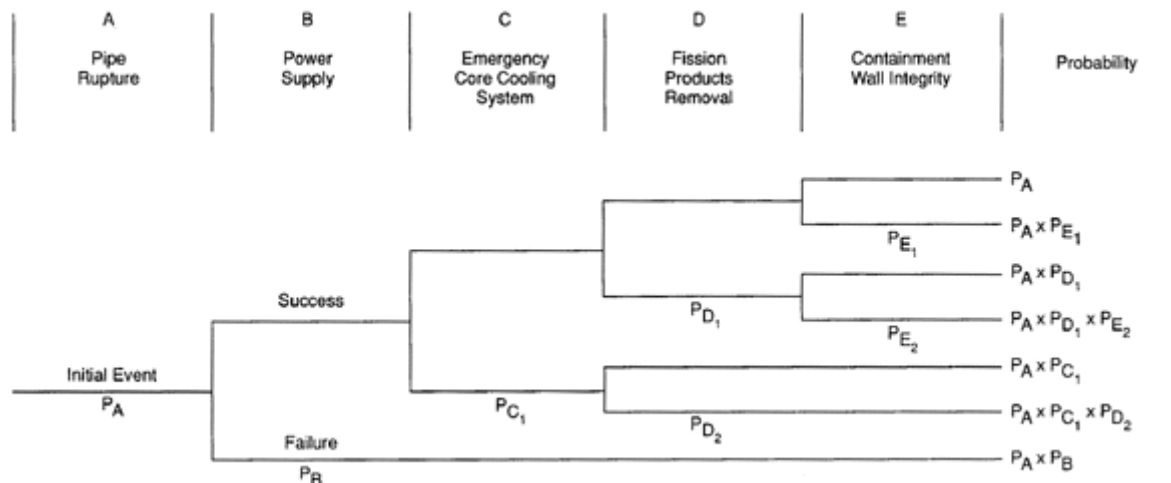 A
Pipe
Rupture
B
Power
Supply
C
Emergency
Core Cooling
System
D
Fission
Products
Removal
E
Containment
Wall Integrity
Probability
P_A
P_A x P_E₁
P_E₁
P_A x P_D₁
Success
P_D₁
P_A x P_D₁ x P_E₂
P_E₂
Initial Event
P_A x P_C₁
P_A
P_C₁
P_A x P_C₁ x P_D₂
P_D₂
Failure
P_A x P_B
P_B